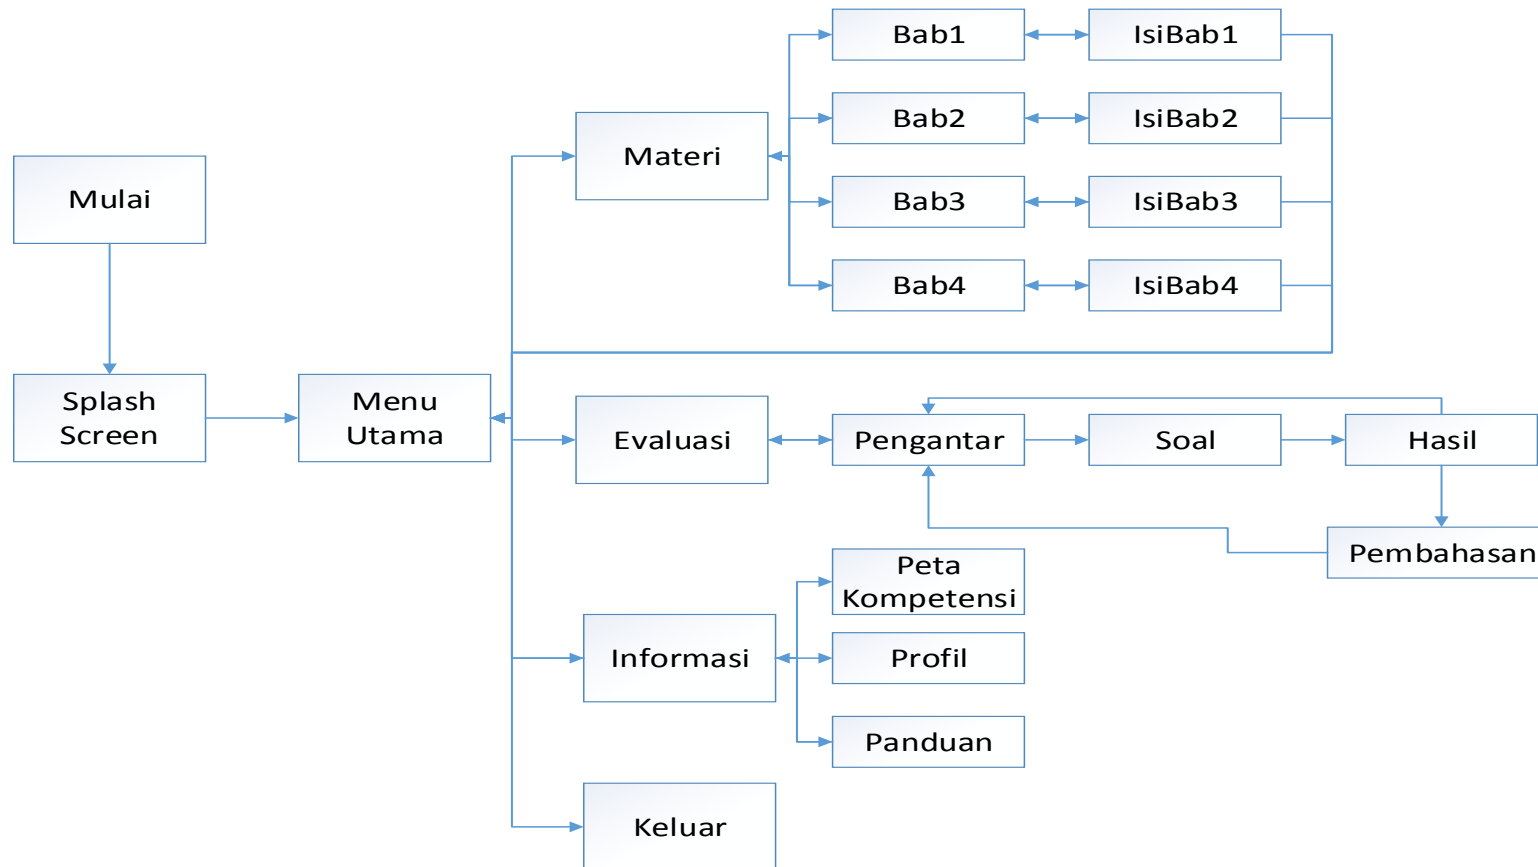 Mulai
Splash
Screen
Menu
Utama
Materi
Bab1
IsiBab1
Bab2
IsiBab2
Bab3
IsiBab3
Bab4
IsiBab4
Evaluasi
Pengantar
Soal
Hasil
Pembahasan
Informasi
Peta
Kompetensi
Profil
Panduan
Keluar